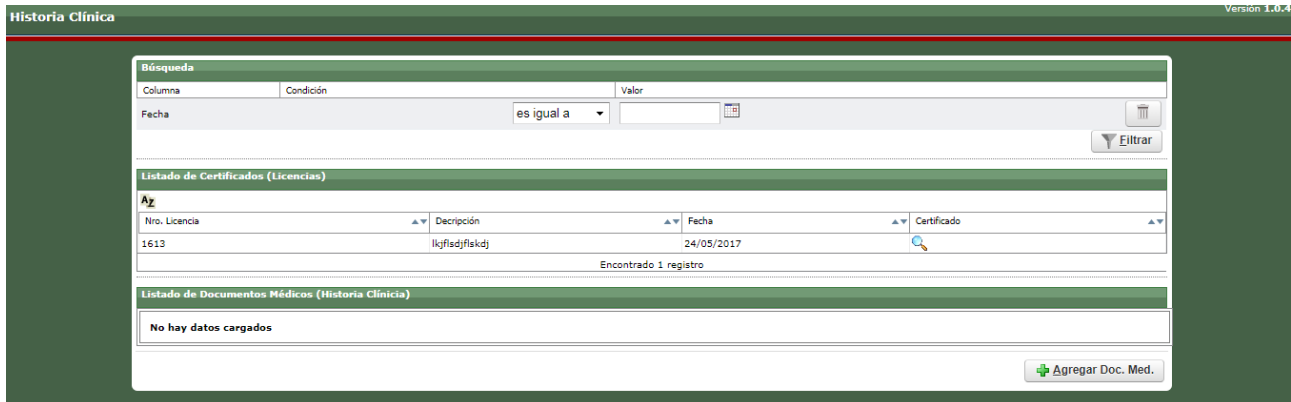 Versión 1.0.4
Historia Clínica
Búsqueda
Columna Condición Valor
Fecha es igual a
Filtrar
Listado de Certificados (Licencias)
AZ
Nro. Licencia Decripción Fecha Certificado
1613 lkjflsdjflskdj 24/05/2017
Encontrado 1 registro
Listado de Documentos Médicos (Historia Clínicia)
No hay datos cargados
Agregar Doc. Med.